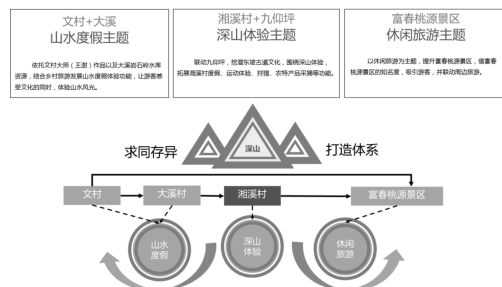 文村+大溪
山水度假主题
依托文村大师（王澍）作品以及大溪岩石岭水库
资源，结合乡村旅游发展山水度假体验功能，让游客感
受文化的同时，体验山水风光。
湘溪村+九仰坪
深山体验主题
联动九仰坪，挖潜东坡古道文化，围绕深山体验，
拓展湘溪村度假、运动体验、狩猎、农特产品采摘等功能。
富春桃源景区
休闲旅游主题
以休闲旅游为主题，提升富春桃源景区，借富春
桃源景区的知名度，吸引游客，并联动周边旅游。
求同存异
深山
打造体系
文村
大溪村
湘溪村
富春桃源景区
山水
度假
深山
体验
休闲
旅游